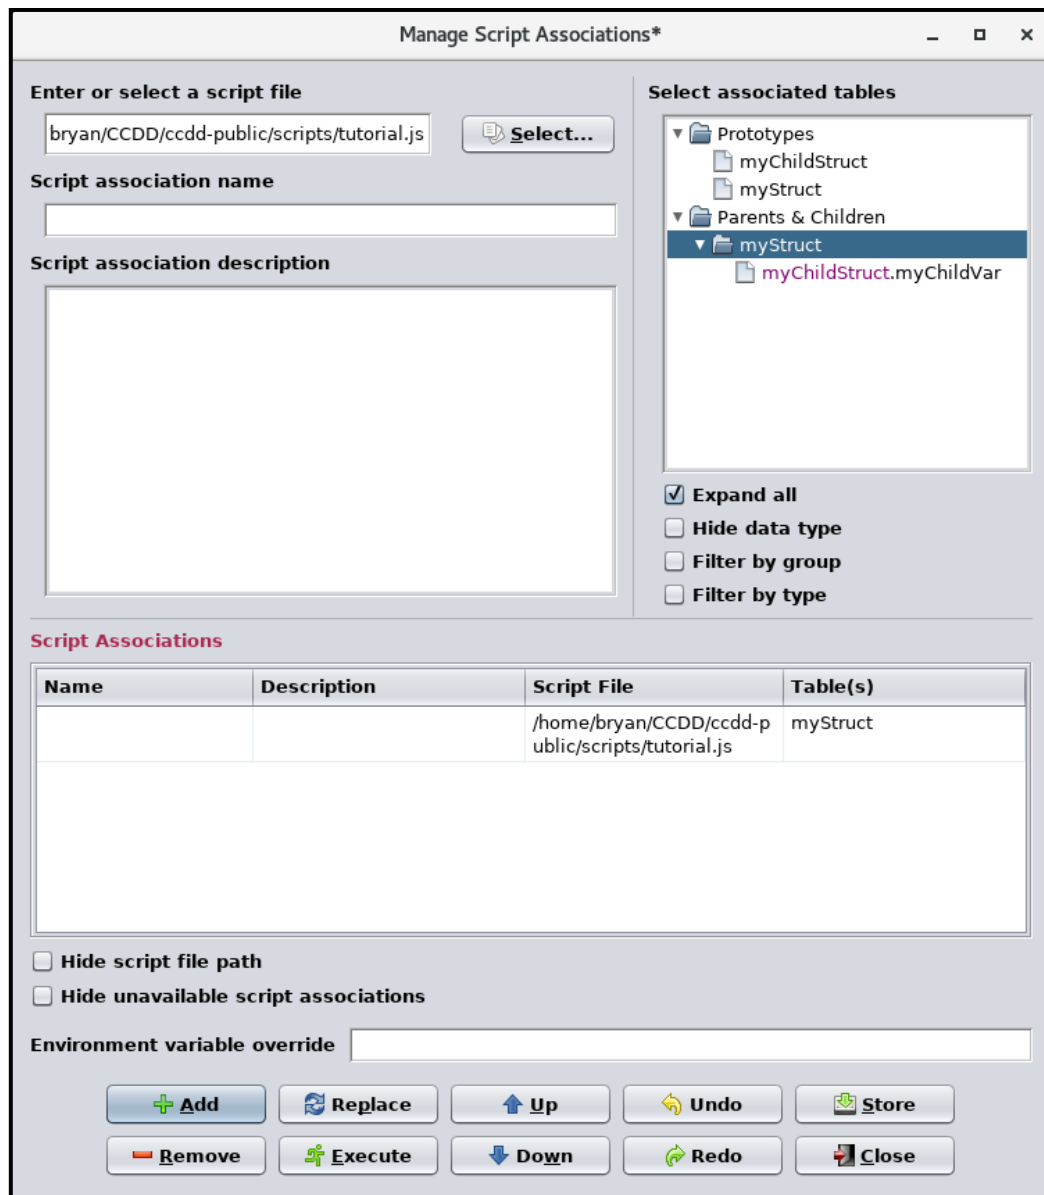 Manage Script Associations*
Enter or select a script file
bryan/CCDD/ccdd-public/scripts/tutorial.js
Select...
Script association name
Script association description
Select associated tables
Prototypes
myChildStruct
myStruct
Parents & Children
myStruct
myChildStruct.myChildVar
Expand all
Hide data type
Filter by group
Filter by type
Script Associations
Name Description Script File Table(s)
/home/bryan/CCDD/ccdd-p myStruct
ublic/scripts/tutorial.js
Hide script file path
Hide unavailable script associations
Environment variable override
Add Replace Up Undo Store
Remove Execute Down Redo Close